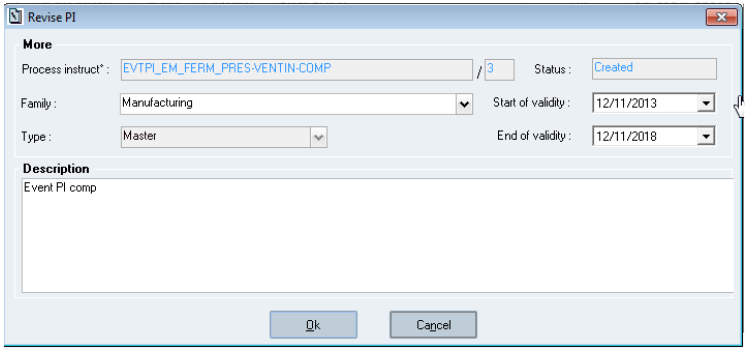 Revise PI
More
Process instruct* : EVTPI_EM_FERM_PRES-VENTIN-COMP / 3 Status : Created
Family : Manufacturing Start of validity : 12/11/2013
Type : Master End of validity : 12/11/2018
Description
Event PI comp
Ok Cancel